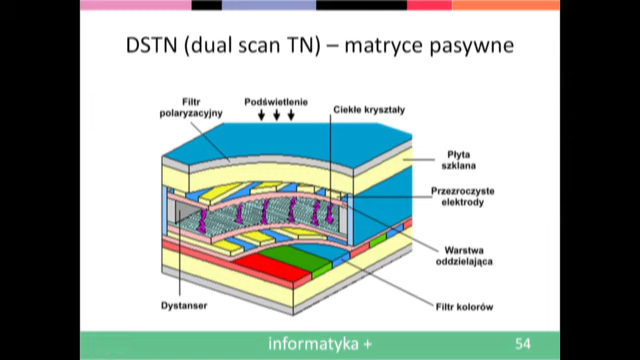 DSTN (dual scan TN) – matryce pasywne
Filtr
polaryzacyjny
Podświetlenie
Ciekłe kryształy
Płyta
szklana
Przezroczyste
elektrody
Warstwa
oddzielająca
Dystanser
Filtr kolorów
informatyka +
54